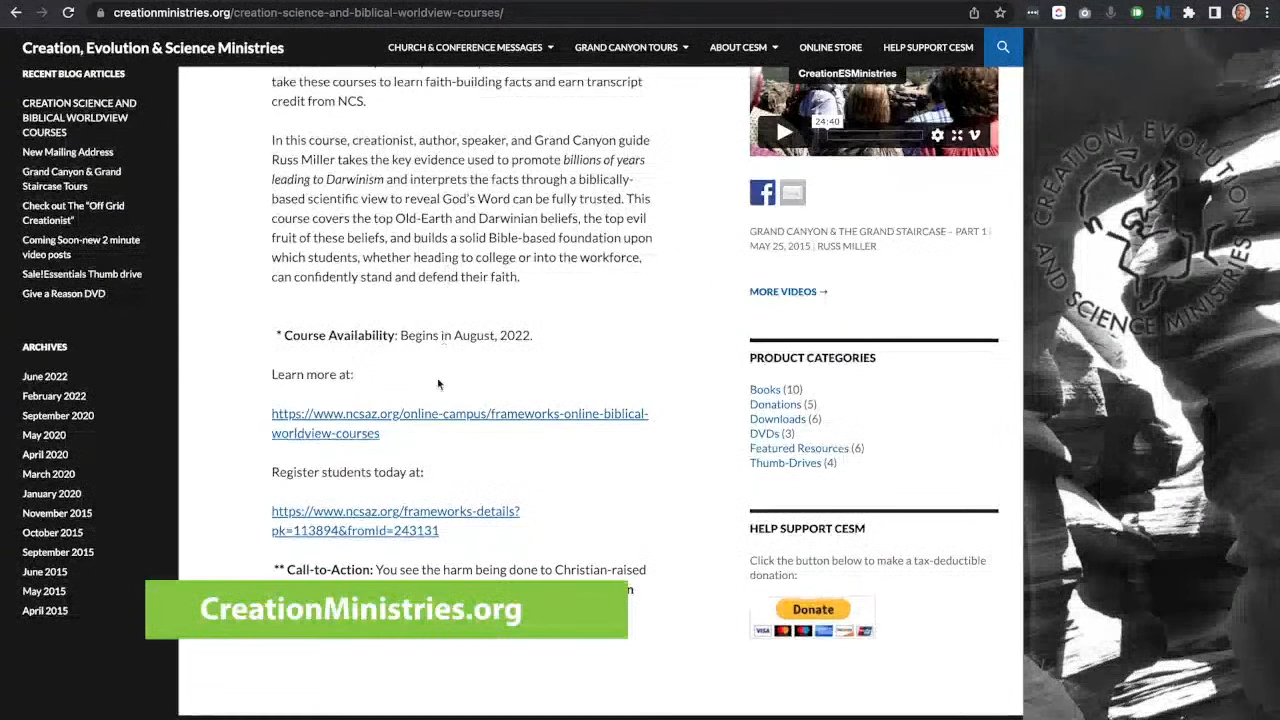 creationministries.org/creation-science-and-biblical-worldview-courses/
Creation, Evolution & Science Ministries
CHURCH & CONFERENCE MESSAGES
GRAND CANYON TOURS
ABOUT CESM
ONLINE STORE
HELP SUPPORT CESM
RECENT BLOG ARTICLES
CREATION SCIENCE AND
BIBLICAL WORLDVIEW
COURSES
New Mailing Address
Grand Canyon & Grand
Staircase Tours
Check out The "Off Grid
Creationist"
Coming Soon-new 2 minute
video posts
Sale!Essentials Thumb drive
Give a Reason DVD
ARCHIVES
June 2022
February 2022
September 2020
May 2020
April 2020
March 2020
January 2020
November 2015
October 2015
September 2015
June 2015
May 2015
April 2015
take these courses to learn faith-building facts and earn transcript
credit from NCS.
In this course, creationist, author, speaker, and Grand Canyon guide
Russ Miller takes the key evidence used to promote billions of years
leading to Darwinism and interprets the facts through a biblically-
based scientific view to reveal God's Word can be fully trusted. This
course covers the top Old-Earth and Darwinian beliefs, the top evil
fruit of these beliefs, and builds a solid Bible-based foundation upon
which students, whether heading to college or into the workforce,
can confidently stand and defend their faith.
* Course Availability: Begins in August, 2022.
Learn more at:
https://www.ncsaz.org/online-campus/frameworks-online-biblical-
worldview-courses
Register students today at:
https://www.ncsaz.org/frameworks-details?
pk=113894&fromId=243131
** Call-to-Action: You see the harm being done to Christian-raised
CreationMinistries.org
CreationESMinistries
24:40
GRAND CANYON & THE GRAND STAIRCASE – PART 1 |
MAY 25, 2015 | RUSS MILLER
MORE VIDEOS →
PRODUCT CATEGORIES
Books (10)
Donations (5)
Downloads (6)
DVDs (3)
Featured Resources (6)
Thumb-Drives (4)
HELP SUPPORT CESM
Click the button below to make a tax-deductible
donation:
Donate
VISA
CREATION, EVOLUTION
AND SCIENCE MINISTRIES